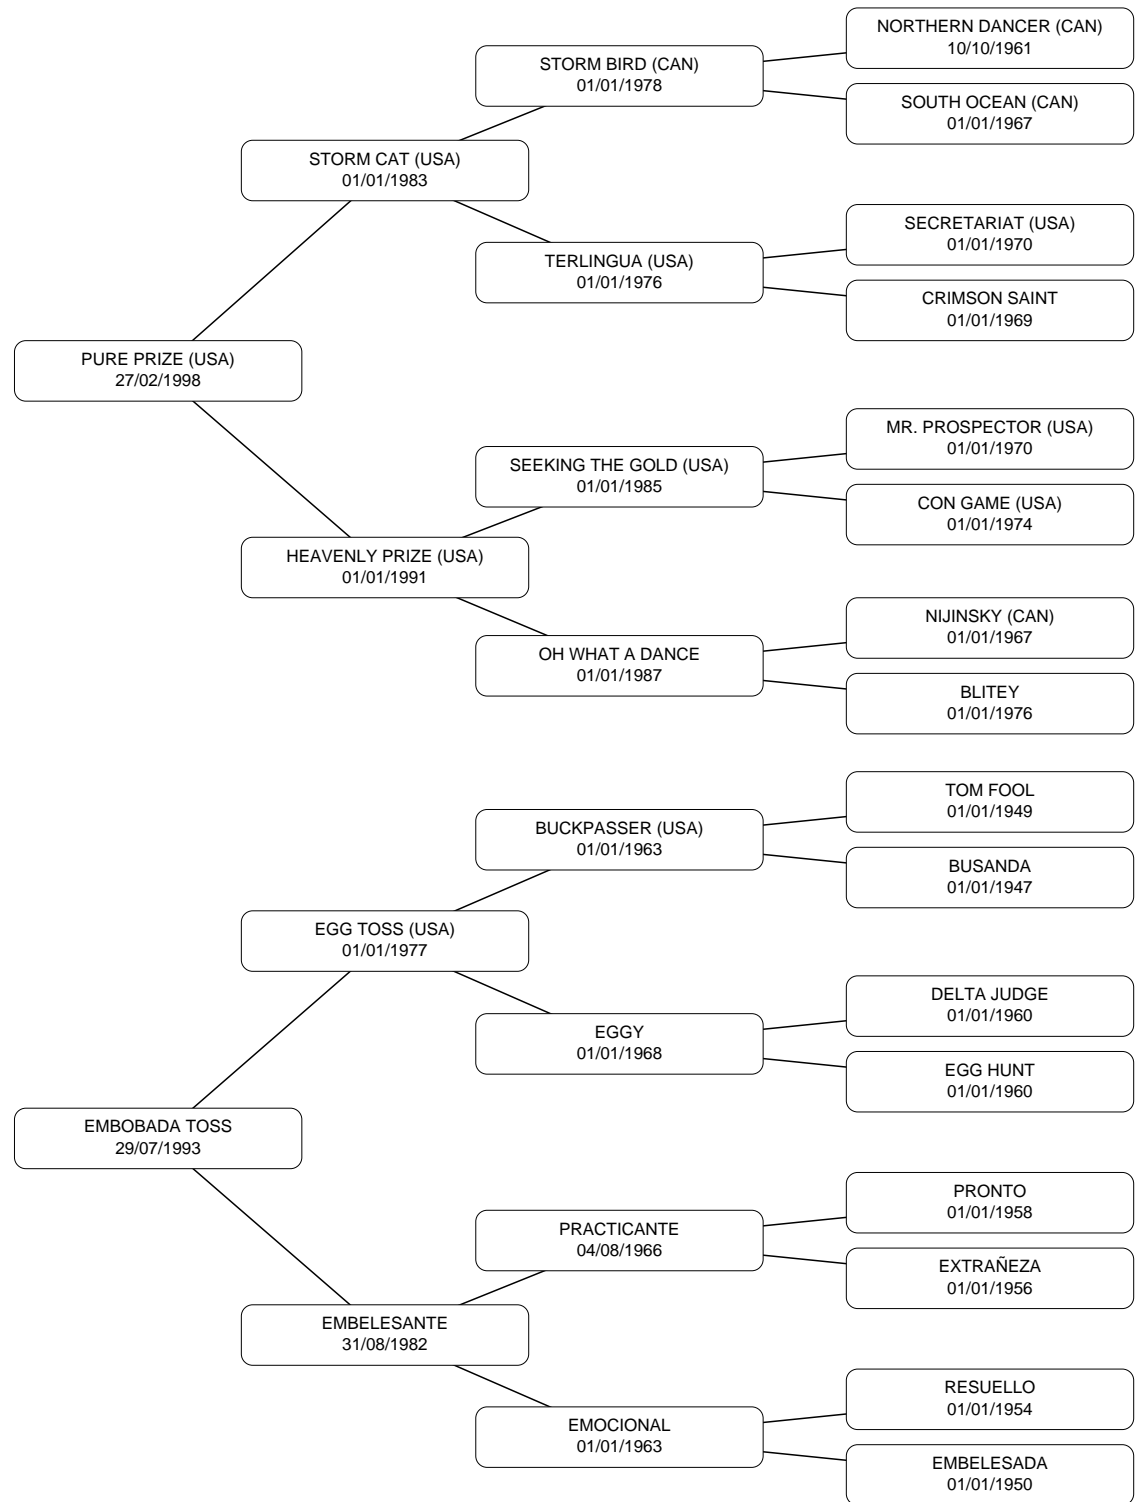 NORTHERN DANCER (CAN)
10/10/1961
STORM BIRD (CAN)
01/01/1978
SOUTH OCEAN (CAN)
01/01/1967
STORM CAT (USA)
01/01/1983
SECRETARIAT (USA)
01/01/1970
TERLINGUA (USA)
01/01/1976
CRIMSON SAINT
01/01/1969
PURE PRIZE (USA)
27/02/1998
MR. PROSPECTOR (USA)
01/01/1970
SEEKING THE GOLD (USA)
01/01/1985
CON GAME (USA)
01/01/1974
HEAVENLY PRIZE (USA)
01/01/1991
NIJINSKY (CAN)
01/01/1967
OH WHAT A DANCE
01/01/1987
BLITEY
01/01/1976
TOM FOOL
01/01/1949
BUCKPASSER (USA)
01/01/1963
BUSANDA
01/01/1947
EGG TOSS (USA)
01/01/1977
DELTA JUDGE
01/01/1960
EGGY
01/01/1968
EGG HUNT
01/01/1960
EMBOBADA TOSS
29/07/1993
PRONTO
01/01/1958
PRACTICANTE
04/08/1966
EXTRAÑEZA
01/01/1956
EMBELESANTE
31/08/1982
RESUELLO
01/01/1954
EMOCIONAL
01/01/1963
EMBELESADA
01/01/1950